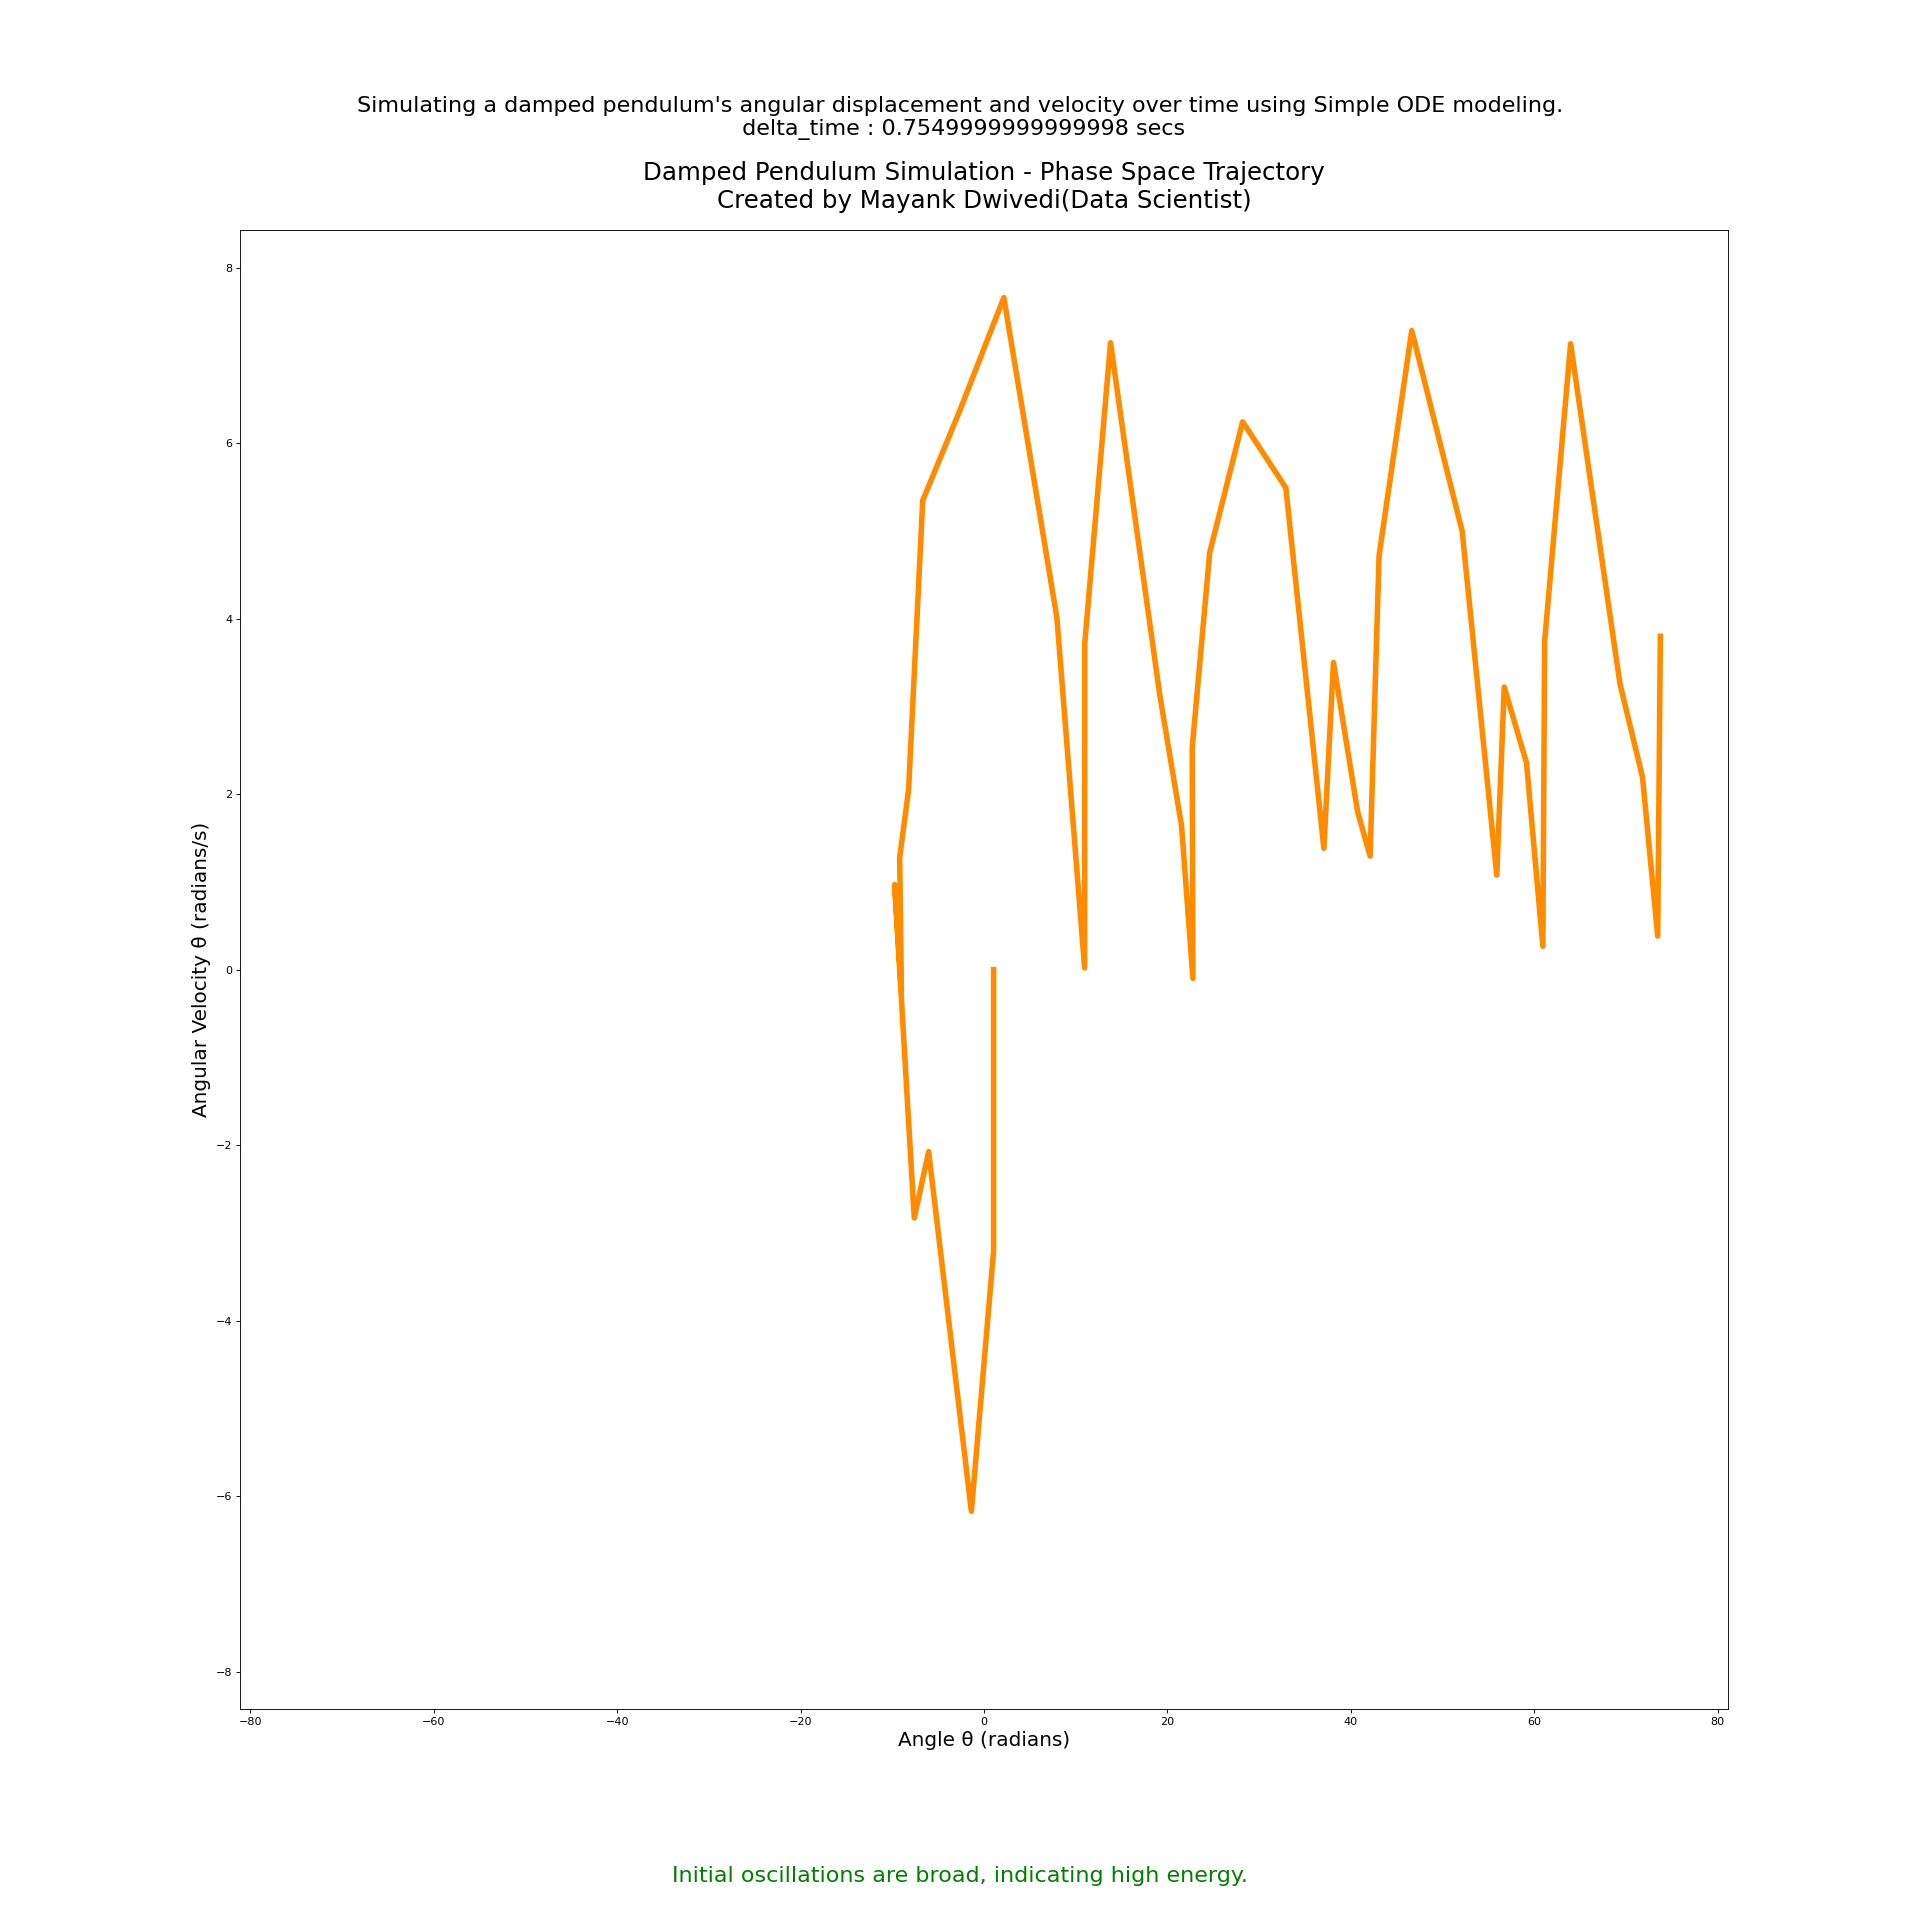 Simulating a damped pendulum's angular displacement and velocity over time using Simple ODE modeling.
delta_time : 0.7549999999999998 secs
Damped Pendulum Simulation - Phase Space Trajectory
Created by Mayank Dwivedi(Data Scientist)
8
6
4
2
0
−2
−4
−6
−8
Angular Velocity θ (radians/s)
−80 −60 −40 −20 0 20 40 60 80
Angle θ (radians)
Initial oscillations are broad, indicating high energy.